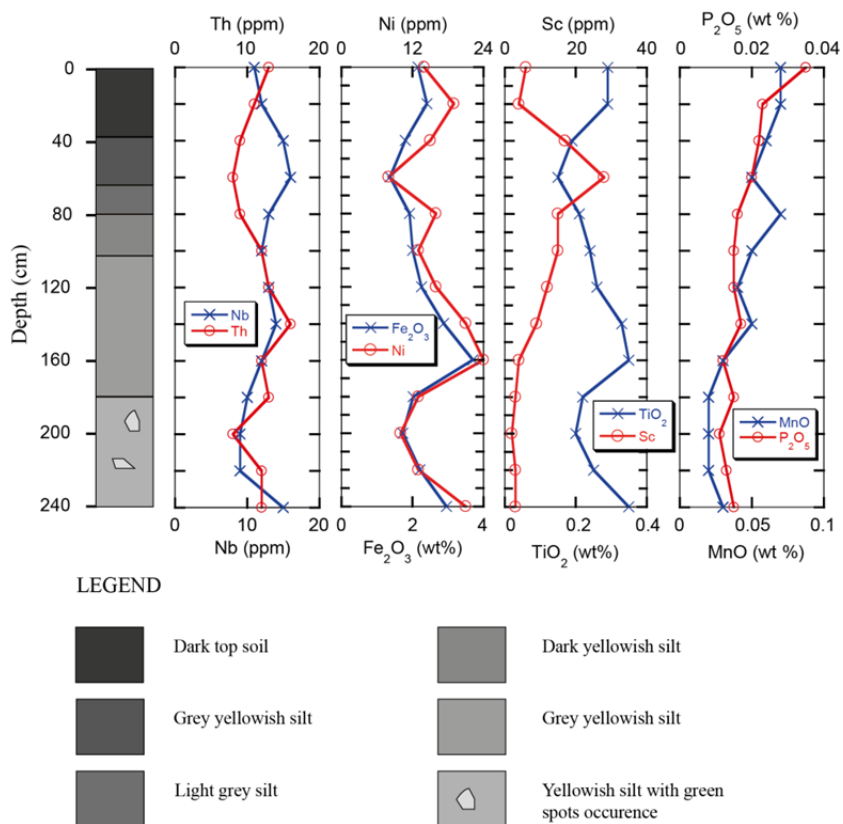 Th (ppm) Ni (ppm) Sc (ppm) P₂O₅ (wt %)
0 10 20 0 12 24 0 20 40 0 0.02 0.04
0
40
80
120
160
200
240
Depth (cm)
Nb
Th
Fe₂O₃
Ni
TiO₂
Sc
MnO
P₂O₅
0 10 20 0 2 4 0 0.2 0.4 0 0.05 0.1
Nb (ppm) Fe₂O₃ (wt%) TiO₂ (wt%) MnO (wt %)
LEGEND
Dark top soil
Dark yellowish silt
Grey yellowish silt
Grey yellowish silt
Light grey silt
Yellowish silt with green
spots occurence